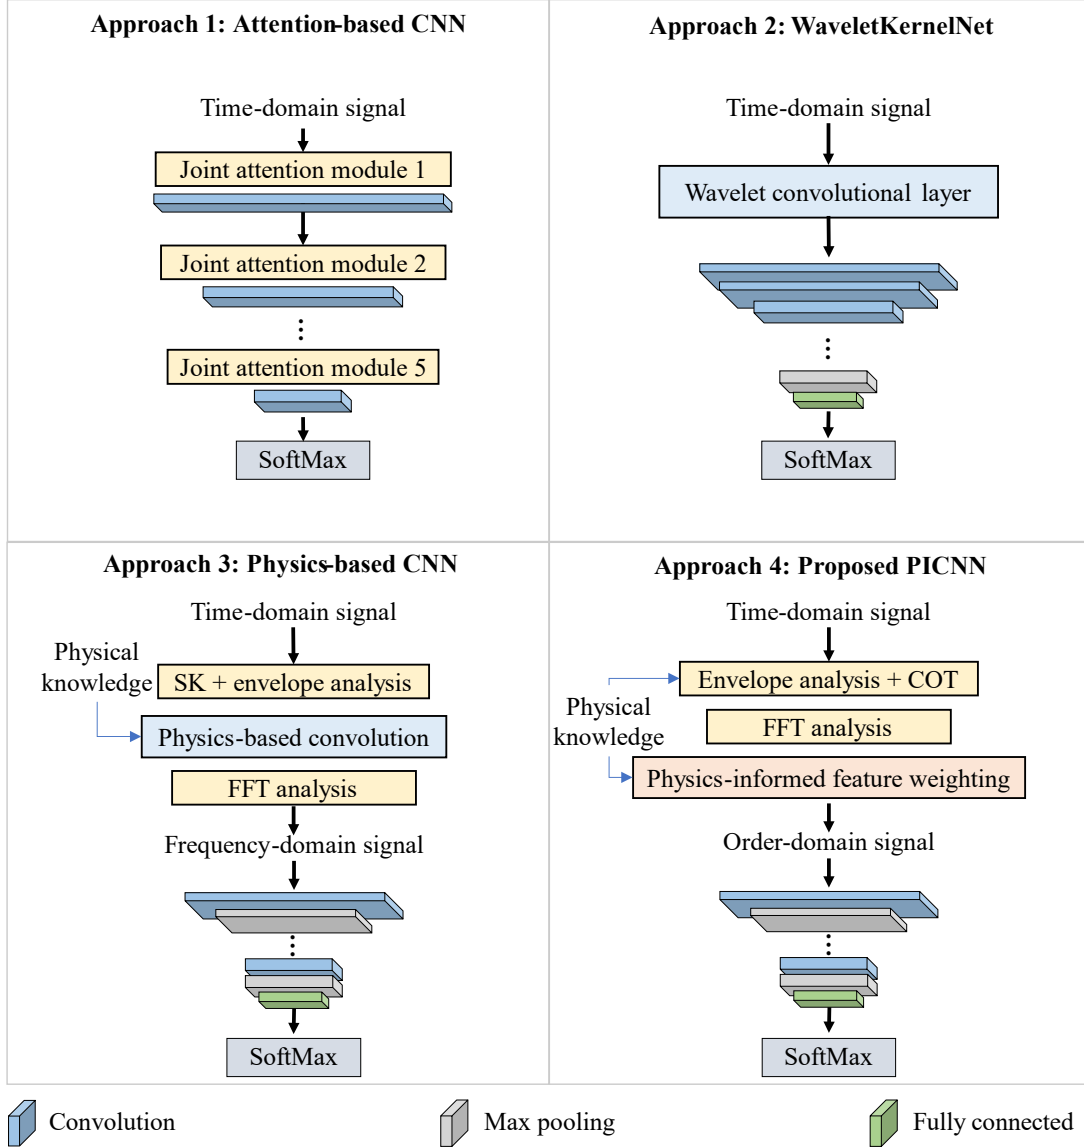 Approach 1: Attention-based CNN
Time-domain signal
Joint attention module 1
Joint attention module 2
⋮
Joint attention module 5
SoftMax
Approach 2: WaveletKernelNet
Time-domain signal
Wavelet convolutional layer
⋮
SoftMax
Approach 3: Physics-based CNN
Time-domain signal
Physical
knowledge
SK + envelope analysis
Physics-based convolution
FFT analysis
Frequency-domain signal
⋮
SoftMax
Approach 4: Proposed PICNN
Time-domain signal
Envelope analysis + COT
Physical
knowledge
FFT analysis
Physics-informed feature weighting
Order-domain signal
⋮
SoftMax
Convolution
Max pooling
Fully connected